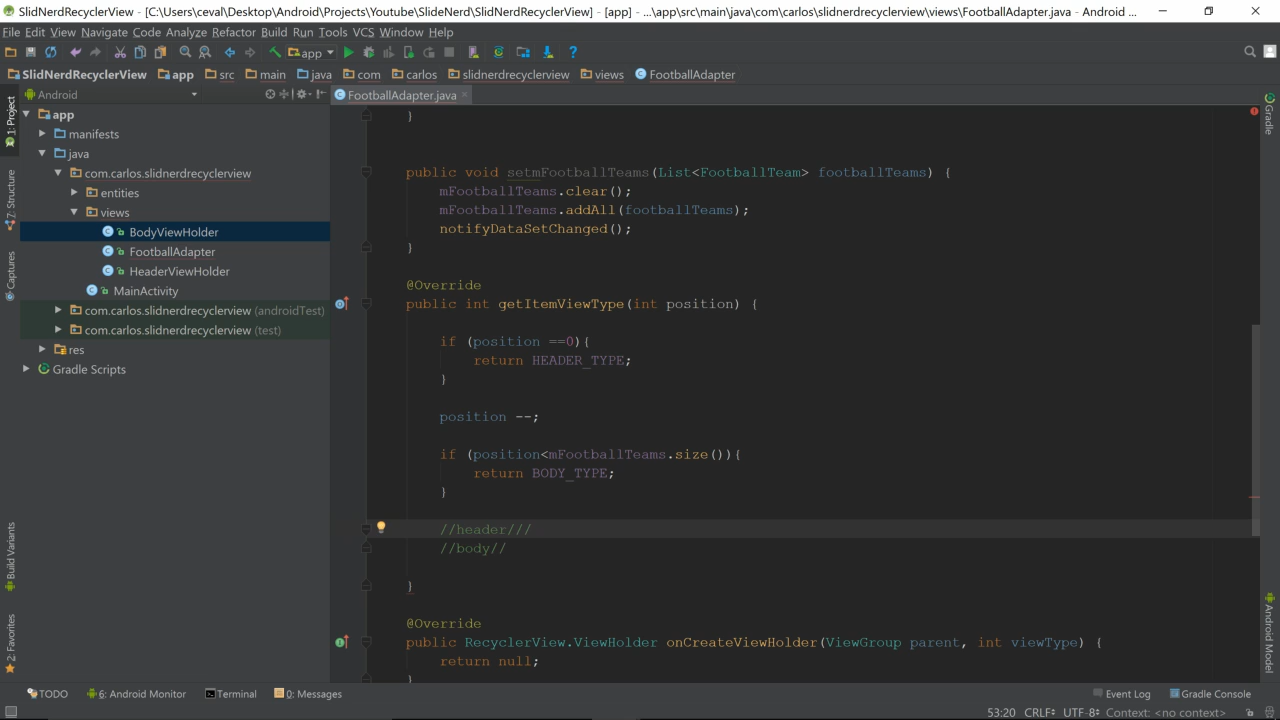 SlidNerdRecyclerView - [C:\Users\ceval\Desktop\Android\Projects\Youtube\SlideNerd\SlidNerdRecyclerView] - [app] - ...\app\src\main\java\com\carlos\slidnerdrecyclerview\views\FootballAdapter.java - Android ...
File Edit View Navigate Code Analyze Refactor Build Run Tools VCS Window Help
app
SlidNerdRecyclerView app src main java com carlos slidnerdrecyclerview views FootballAdapter
Android
FootballAdapter.java
1: Project
Z: Structure
Captures
Build Variants
2: Favorites
app
manifests
java
com.carlos.slidnerdrecyclerview
entities
views
BodyViewHolder
FootballAdapter
HeaderViewHolder
MainActivity
com.carlos.slidnerdrecyclerview (androidTest)
com.carlos.slidnerdrecyclerview (test)
res
Gradle Scripts
}
public void setmFootballTeams(List<FootballTeam> footballTeams) {
mFootballTeams.clear();
mFootballTeams.addAll(footballTeams);
notifyDataSetChanged();
}
@Override
public int getItemViewType(int position) {
if (position ==0){
return HEADER_TYPE;
}
position --;
if (position<mFootballTeams.size()){
return BODY_TYPE;
}
//header///
//body//
}
@Override
public RecyclerView.ViewHolder onCreateViewHolder(ViewGroup parent, int viewType) {
return null;
}
Gradle
Android Model
TODO 6: Android Monitor Terminal 0: Messages Event Log Gradle Console
53:20 CRLF UTF-8 Context: <no context>